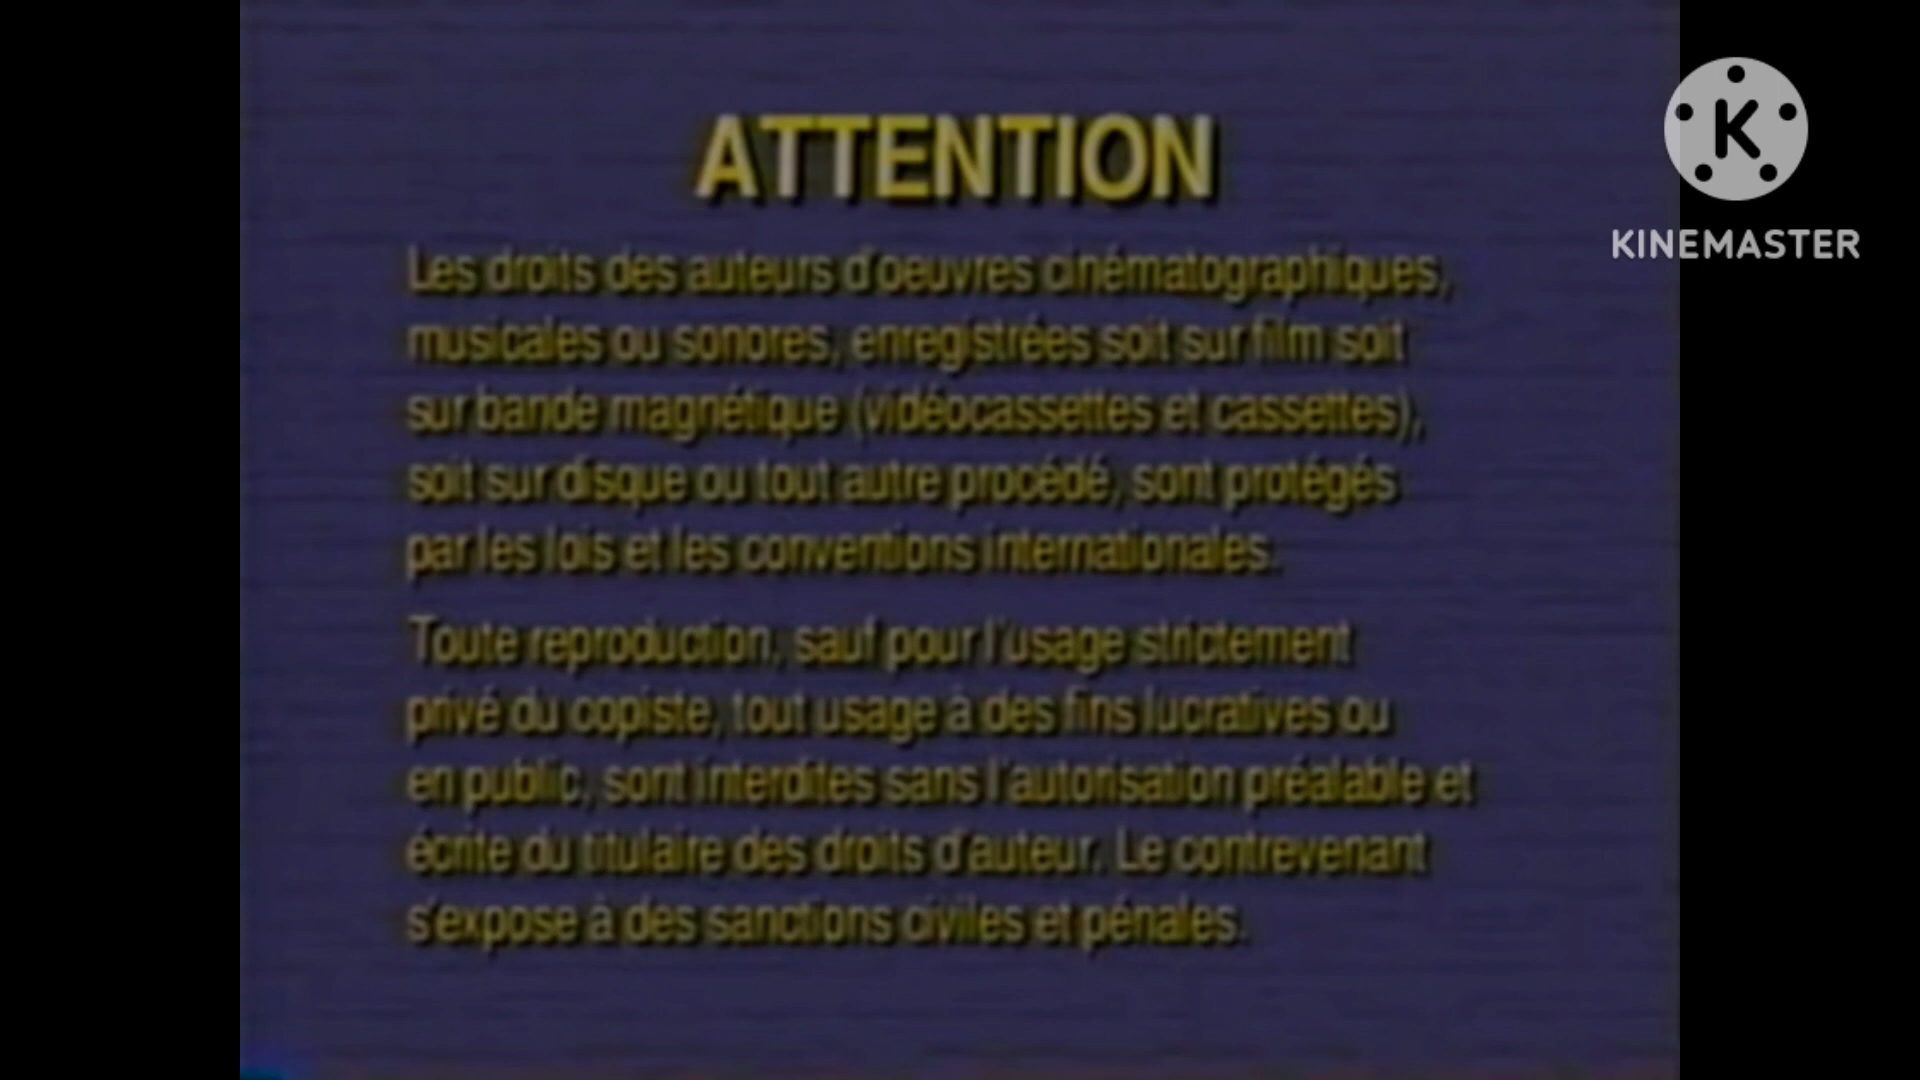 ATTENTION
Les droits des auteurs d'oeuvres cinématographiques,
musicales ou sonores, enregistrées soit sur film soit
sur bande magnétique (vidéocassettes et cassettes),
soit sur disque ou tout autre procédé, sont protégés
par les lois et les conventions internationales.
Toute reproduction, sauf pour l'usage strictement
privé du copiste, tout usage à des fins lucratives ou
en public, sont interdites sans l'autorisation préalable et
écrite du titulaire des droits d'auteur. Le contrevenant
s'expose à des sanctions civiles et pénales.
K
KINEMASTER